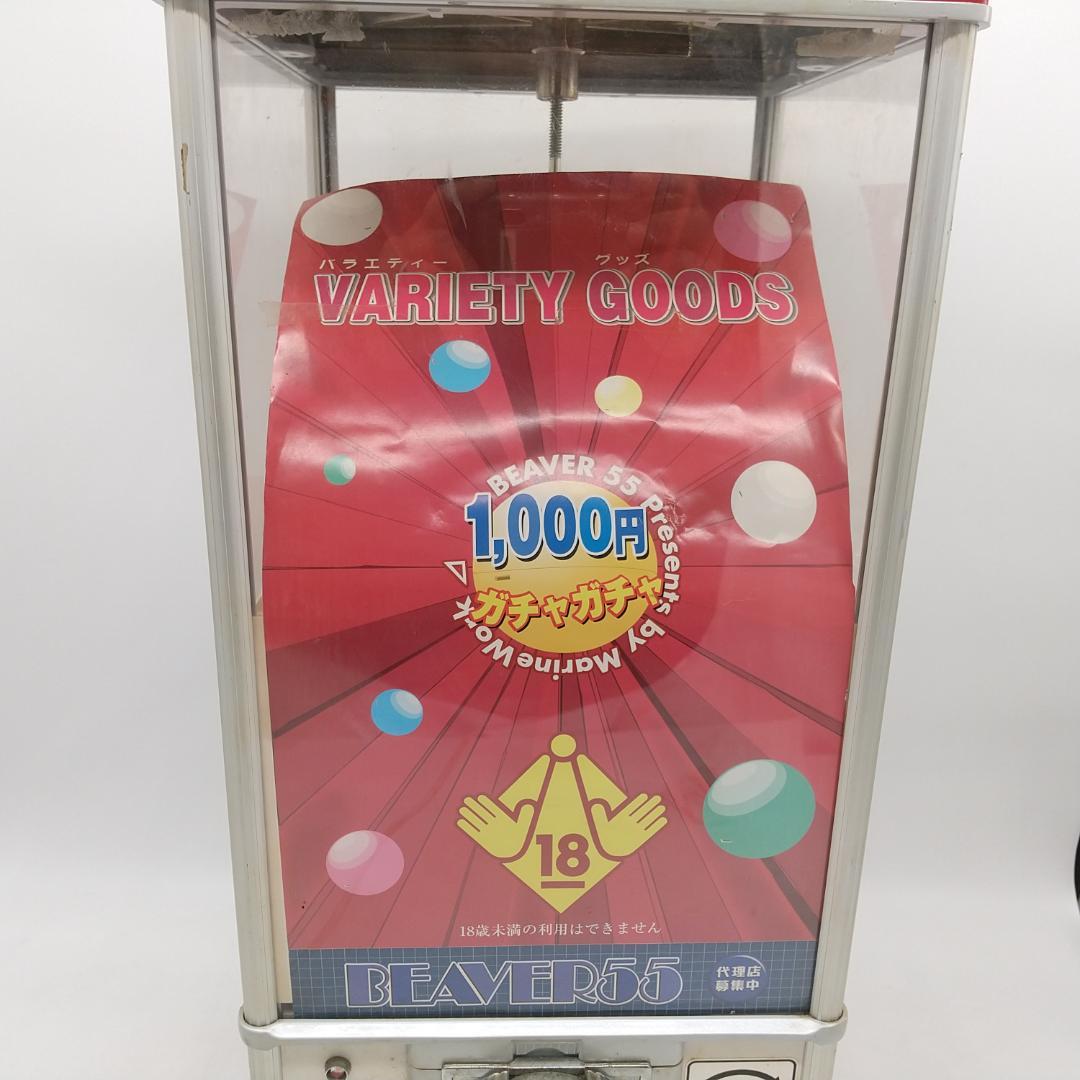 バラエティー グッズ
VARIETY GOODS
BEAVER 55 Presents by MarineWork
1,000円
ガチャガチャ
18
18歳未満の利用はできません
BEAVER55
代理店
募集中